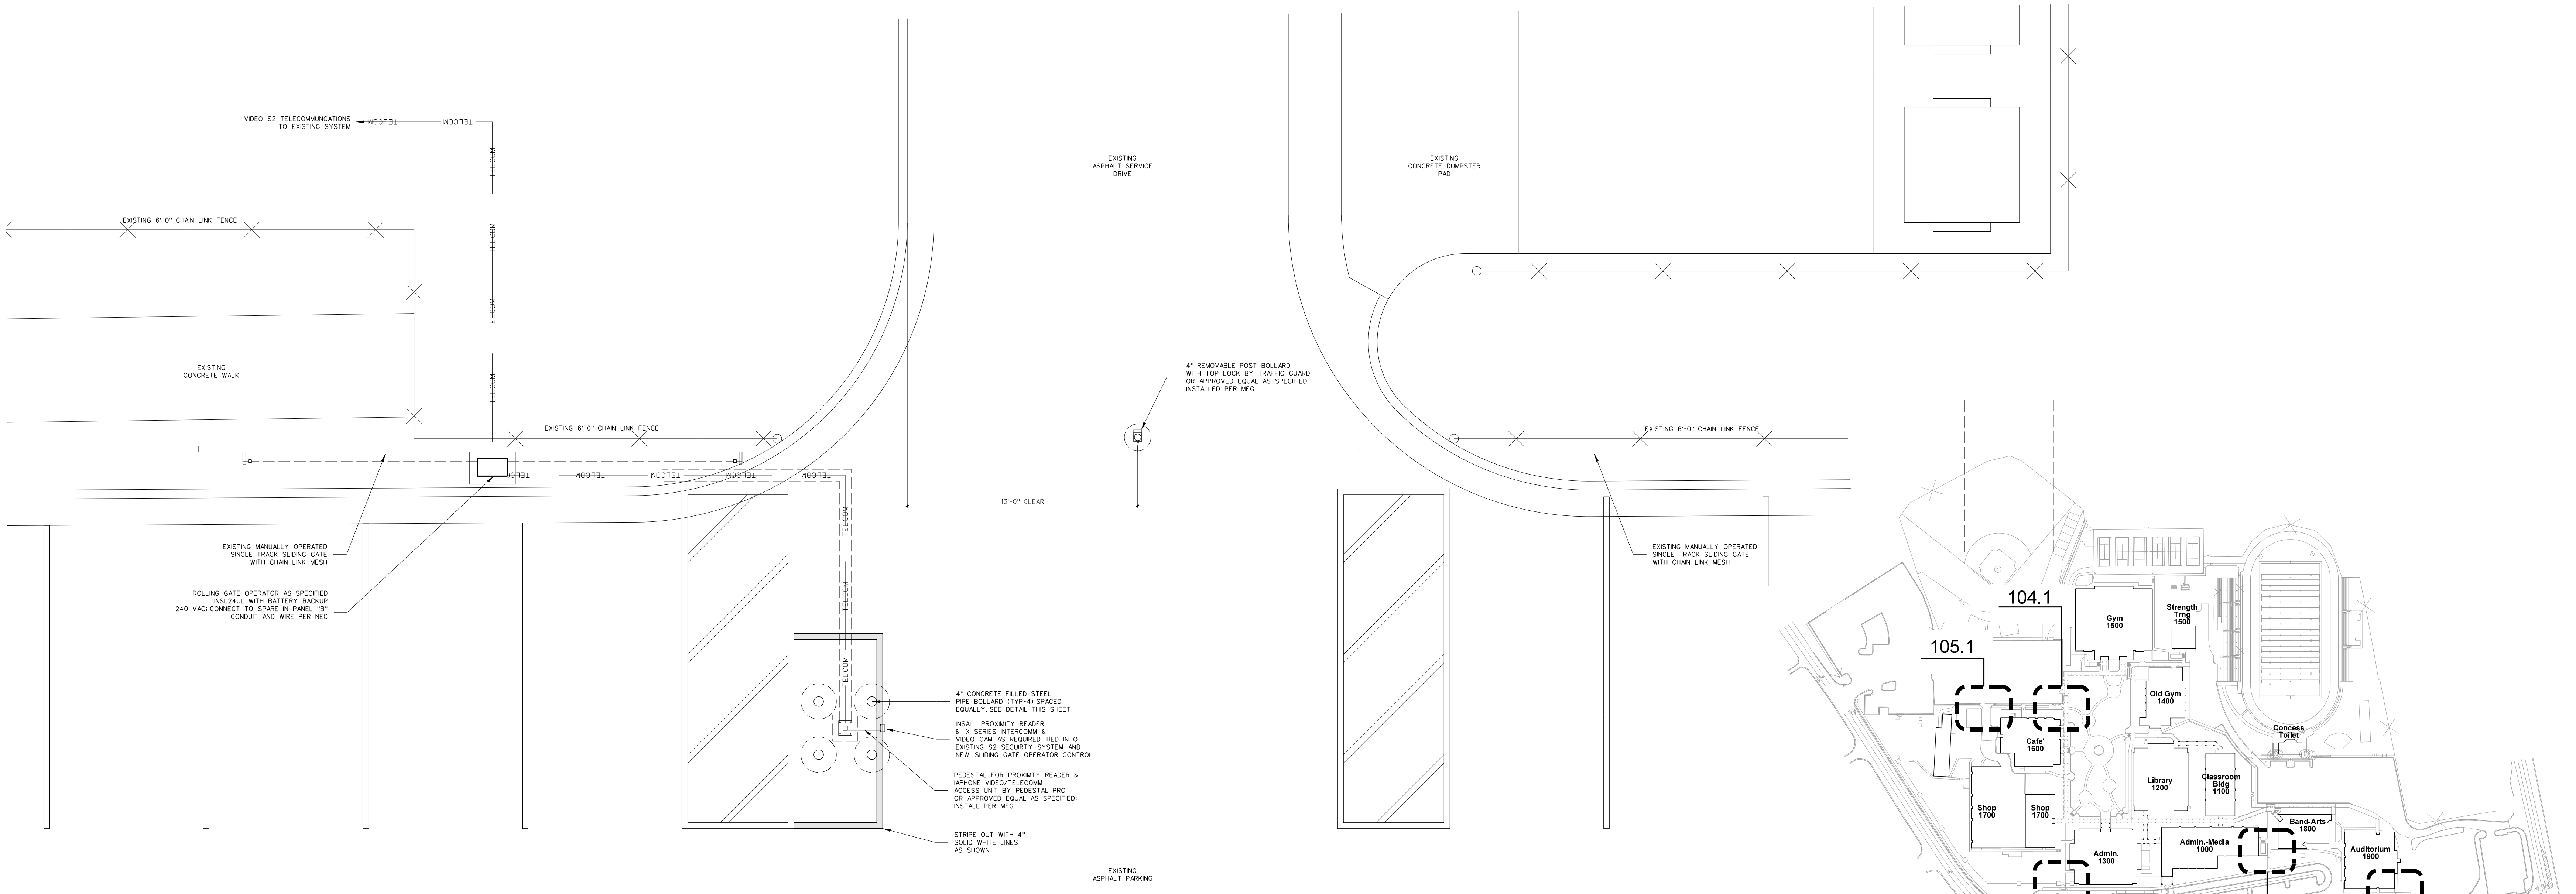 VIDEO S2 TELECOMMUNCATIONS
TO EXISTING SYSTEM
TELCOM
TELCOM
TELCOM
TELCOM
TELCOM
TELCOM
EXISTING 6'-0" CHAIN LINK FENCE
EXISTING
CONCRETE WALK
EXISTING 6'-0" CHAIN LINK FENCE
TELCOM
TELCOM
TELCOM
TELCOM
TELCOM
TELCOM
TELCOM
TELCOM
TELCOM
EXISTING MANUALLY OPERATED
SINGLE TRACK SLIDING GATE
WITH CHAIN LINK MESH
ROLLING GATE OPERATOR AS SPECIFIED
INSL24UL WITH BATTERY BACKUP
240 VAC; CONNECT TO SPARE IN PANEL "B"
CONDUIT AND WIRE PER NEC
EXISTING
ASPHALT SERVICE
DRIVE
EXISTING
CONCRETE DUMPSTER
PAD
4" REMOVABLE POST BOLLARD
WITH TOP LOCK BY TRAFFIC GUARD
OR APPROVED EQUAL AS SPECIFIED
INSTALLED PER MFG
13'-0" CLEAR
EXISTING 6'-0" CHAIN LINK FENCE
EXISTING MANUALLY OPERATED
SINGLE TRACK SLIDING GATE
WITH CHAIN LINK MESH
4" CONCRETE FILLED STEEL
PIPE BOLLARD (TYP-4) SPACED
EQUALLY, SEE DETAIL THIS SHEET
INSALL PROXIMITY READER
& IX SERIES INTERCOMM &
VIDEO CAM AS REQUIRED TIED INTO
EXISTING S2 SECUIRTY SYSTEM AND
NEW SLIDING GATE OPERATOR CONTROL
PEDESTAL FOR PROXIMTY READER &
IAPHONE VIDEO/TELECOMM
ACCESS UNIT BY PEDESTAL PRO
OR APPROVED EQUAL AS SPECIFIED;
INSTALL PER MFG
STRIPE OUT WITH 4"
SOLID WHITE LINES
AS SHOWN
EXISTING
ASPHALT PARKING
104.1
105.1
Gym
1500
Strength
Trng
1500
Old Gym
1400
Cafe'
1600
Concess
Toilet
Library
1200
Classroom
Bldg
1100
Shop
1700
Shop
1700
Band-Arts
1800
Admin.
1300
Admin.-Media
1000
Auditorium
1900